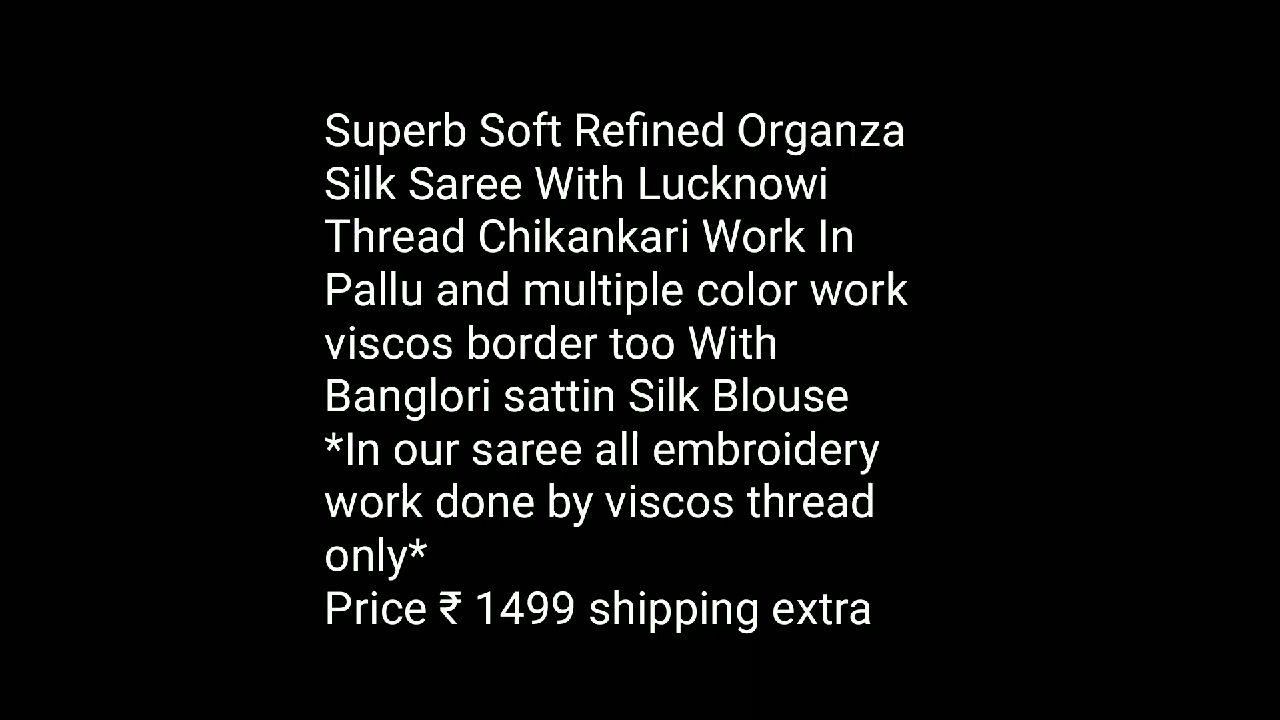 Superb Soft Refined Organza
Silk Saree With Lucknowi
Thread Chikankari Work In
Pallu and multiple color work
viscos border too With
Banglori sattin Silk Blouse
*In our saree all embroidery
work done by viscos thread
only*
Price ₹ 1499 shipping extra